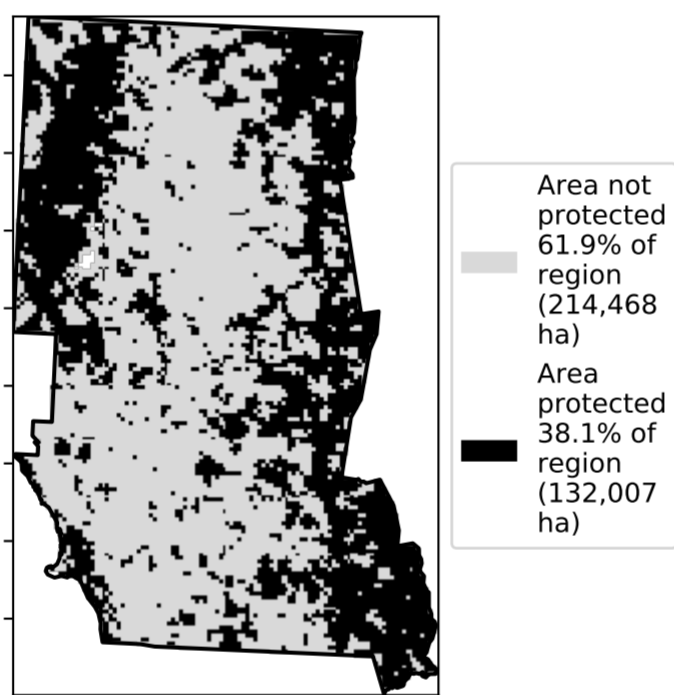 Area not
protected
61.9% of
region
(214,468
ha)
Area
protected
38.1% of
region
(132,007
ha)